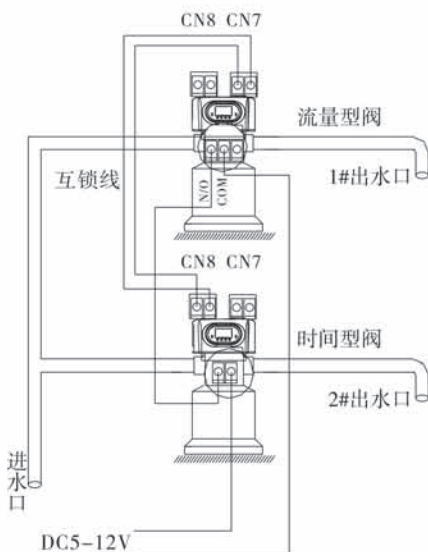 CN8 CN7
流量型阀
1#出水口
互锁线
N/O
COM
CN8 CN7
时间型阀
2#出水口
进水口
DC5-12V